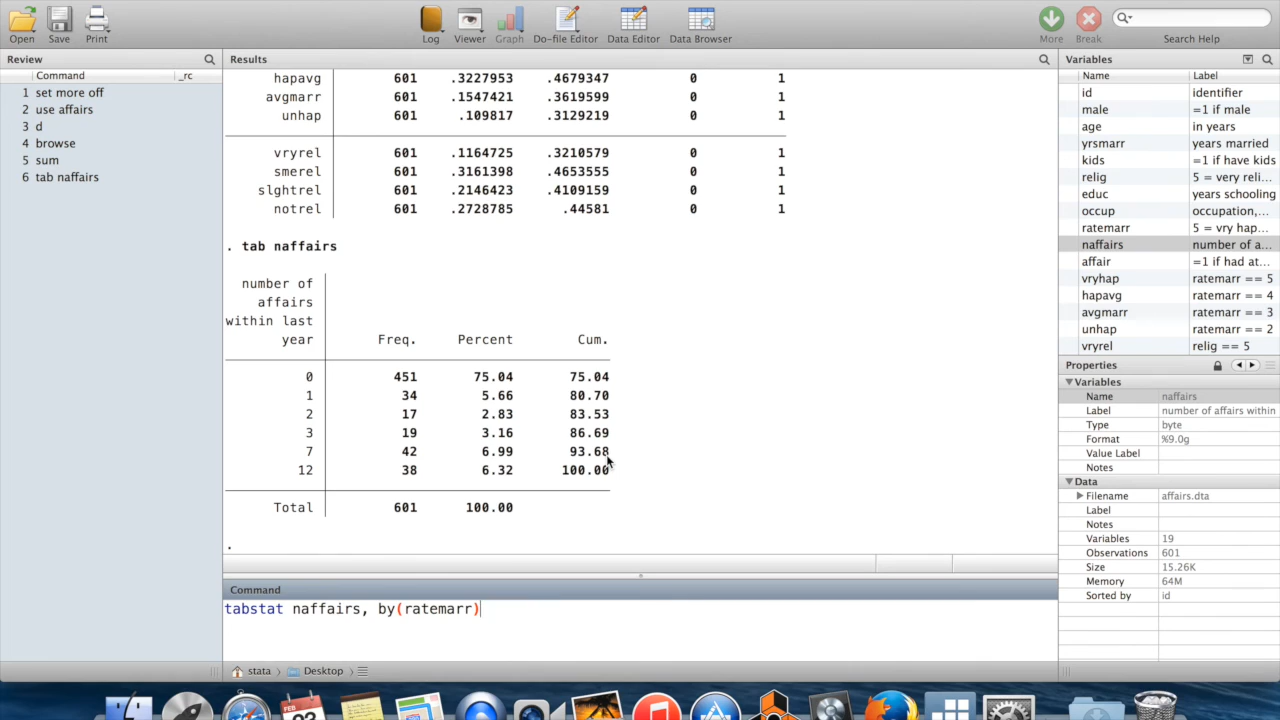 Open Save Print Log Viewer Graph Do-file Editor Data Editor Data Browser More Break Search Help
Review
Command _rc
1 set more off
2 use affairs
3 d
4 browse
5 sum
6 tab naffairs
Results
hapavg 601 .3227953 .4679347 0 1
avgmarr 601 .1547421 .3619599 0 1
unhap 601 .109817 .3129219 0 1
vryrel 601 .1164725 .3210579 0 1
smerel 601 .3161398 .4653555 0 1
slghtrel 601 .2146423 .4109159 0 1
notrel 601 .2728785 .44581 0 1
. tab naffairs
number of
affairs
within last
year Freq. Percent Cum.
0 451 75.04 75.04
1 34 5.66 80.70
2 17 2.83 83.53
3 19 3.16 86.69
7 42 6.99 93.68
12 38 6.32 100.00
Total 601 100.00
.
Command
tabstat naffairs, by(ratemarr)
stata Desktop
Variables
Name Label
id identifier
male =1 if male
age in years
yrsmarr years married
kids =1 if have kids
relig 5 = very reli...
educ years schooling
occup occupation,...
ratemarr 5 = vry hap...
naffairs number of a...
affair =1 if had at...
vryhap ratemarr == 5
hapavg ratemarr == 4
avgmarr ratemarr == 3
unhap ratemarr == 2
vryrel relig == 5
Properties
Variables
Name naffairs
Label number of affairs within
Type byte
Format %9.0g
Value Label
Notes
Data
Filename affairs.dta
Label
Notes
Variables 19
Observations 601
Size 15.26K
Memory 64M
Sorted by id
FEB